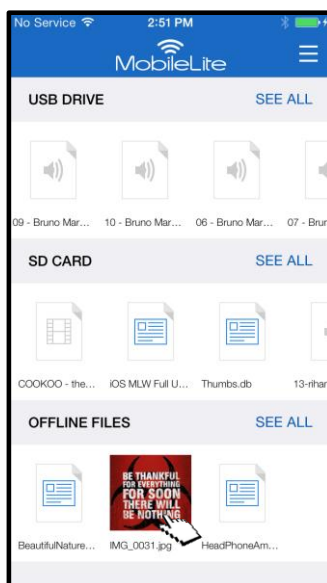 No Service 2:51 PM
MobileLite
USB DRIVE SEE ALL
09 - Bruno Mar... 10 - Bruno Mar... 06 - Bruno Mar... 07 - Brun
SD CARD SEE ALL
COOKOO - the... iOS MLW Full U... Thumbs.db 13-rihar
OFFLINE FILES SEE ALL
BE THANKFUL
FOR EVERYTHING
FOR SOON
THERE WILL
BE NOTHING
BeautifulNature... IMG_0031.jpg HeadPhoneAm...